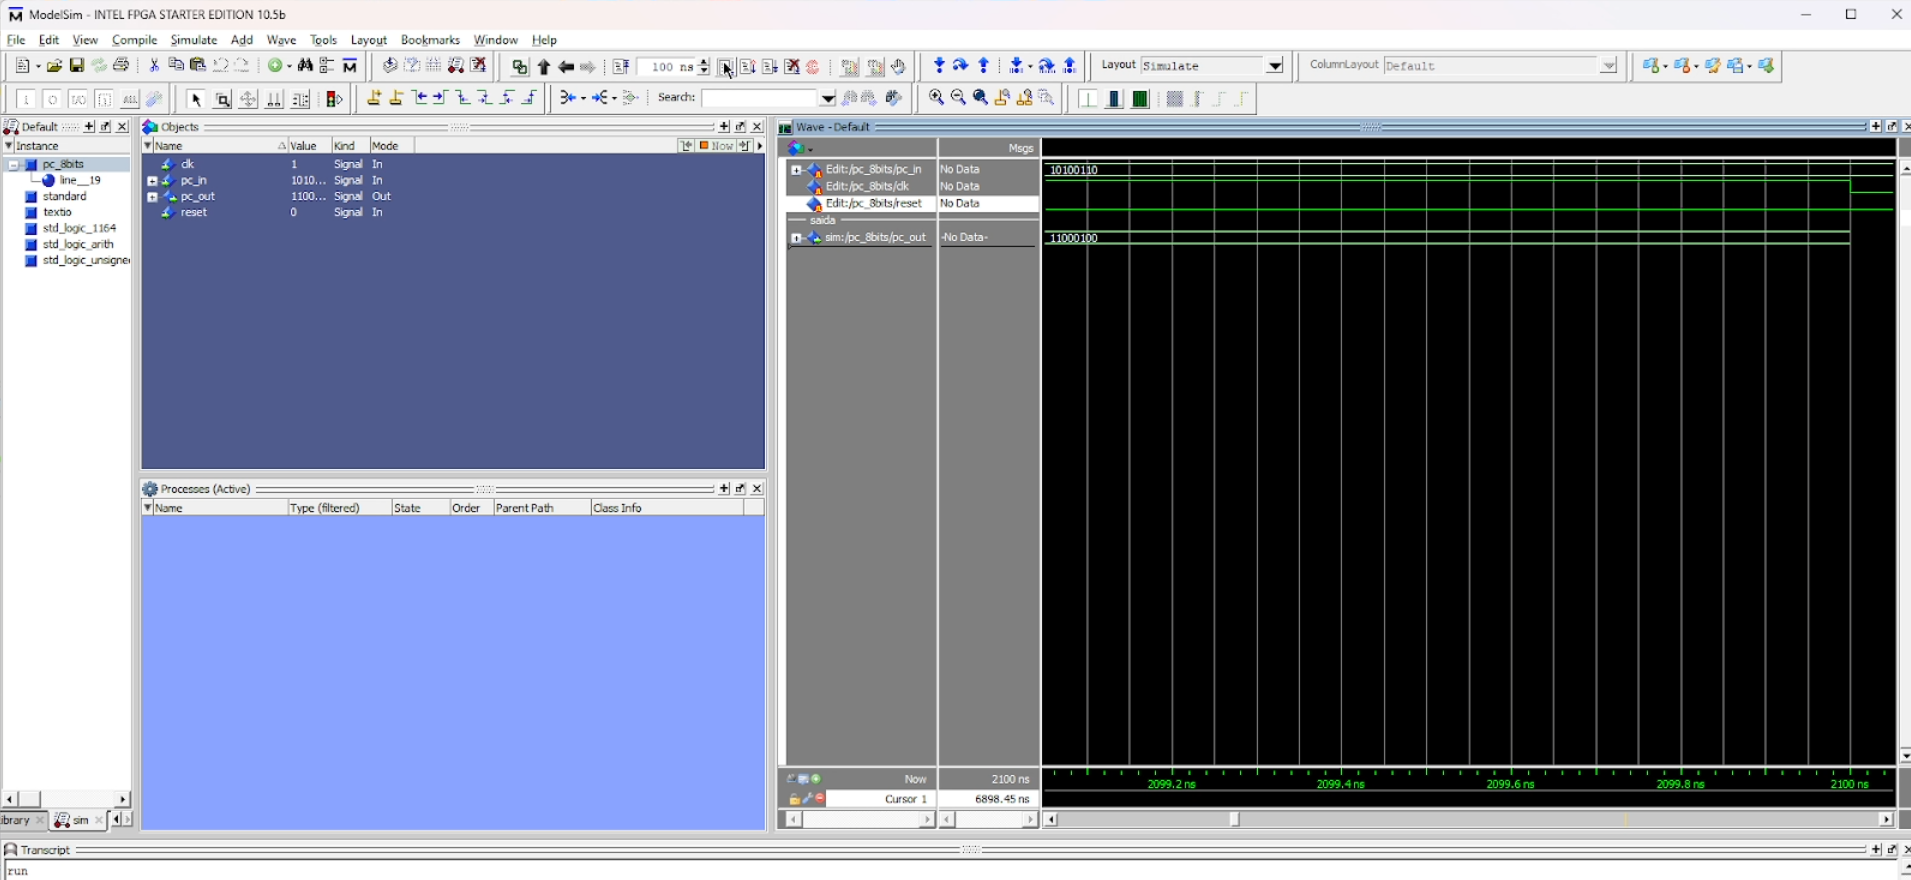 ModelSim - INTEL FPGA STARTER EDITION 10.5b
File Edit View Compile Simulate Add Wave Tools Layout Bookmarks Window Help
100 ns
Layout Simulate
ColumnLayout Default
Search:
Default
Instance
pc_8bits
line__19
standard
textio
std_logic_1164
std_logic_arith
std_logic_unsigne
Objects
Name Value Kind Mode Now
clk 1 Signal In
pc_in 1010... Signal In
pc_out 1100... Signal Out
reset 0 Signal In
Processes (Active)
Name Type (filtered) State Order Parent Path Class Info
Wave - Default
Msgs
Edit:/pc_8bits/pc_in No Data 10100110
Edit:/pc_8bits/clk No Data
Edit:/pc_8bits/reset No Data
saida
sim:/pc_8bits/pc_out -No Data- 11000100
Now 2100 ns
Cursor 1 6898.45 ns
2099.2 ns 2099.4 ns 2099.6 ns 2099.8 ns 2100 ns
ibrary sim
Transcript
run